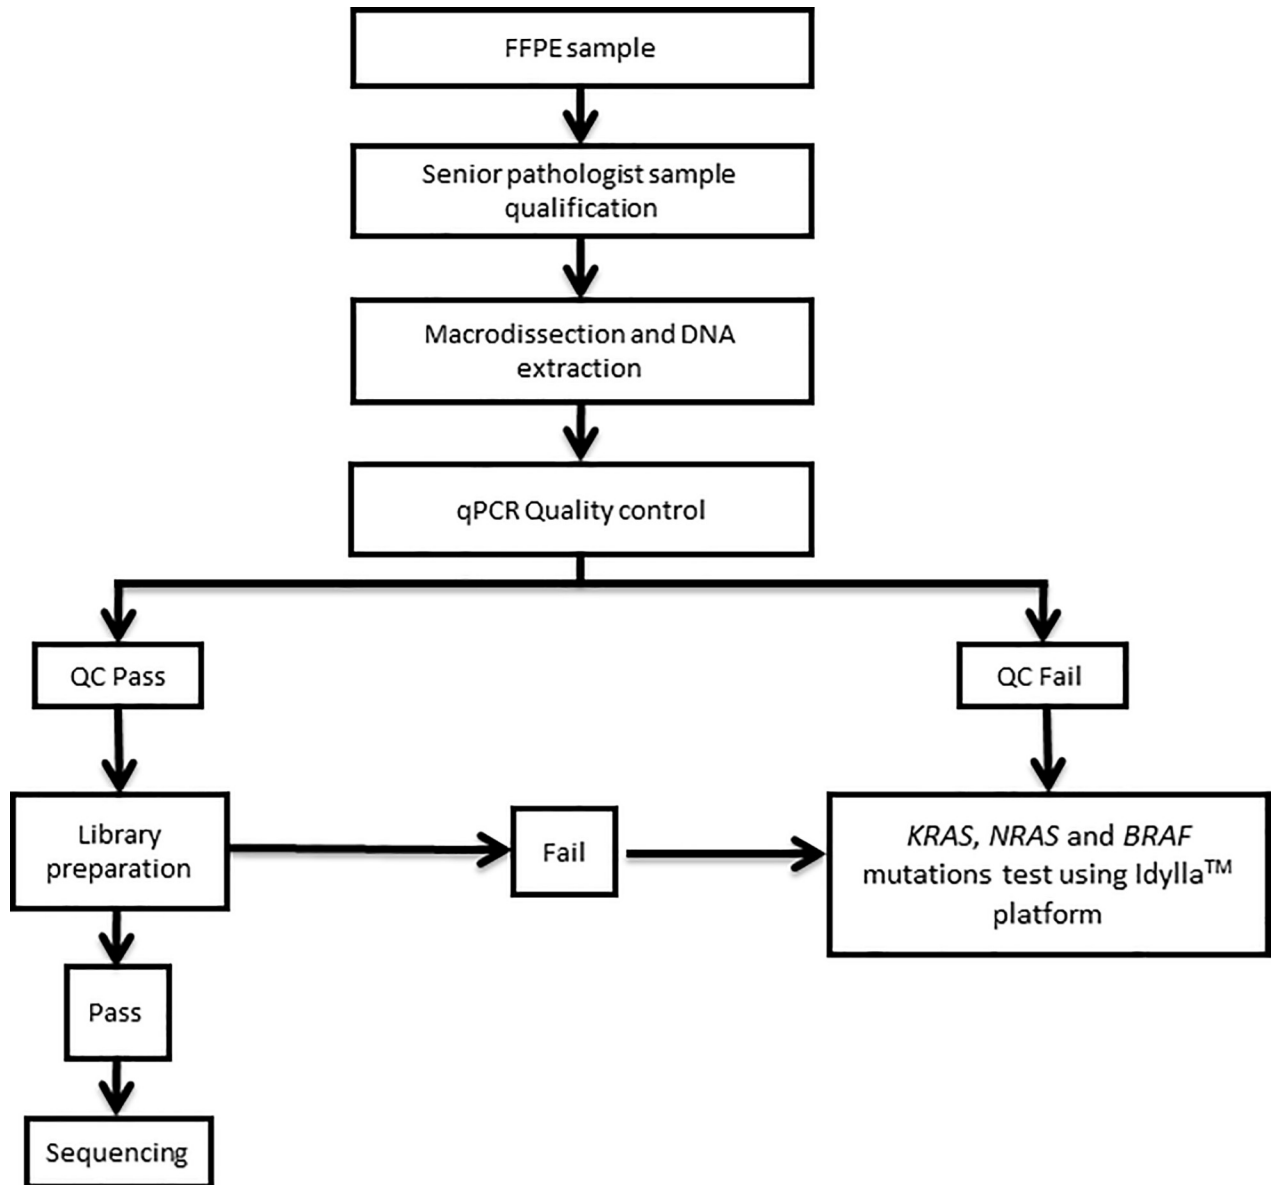 FFPE sample
Senior pathologist sample
qualification
Macrodissection and DNA
extraction
qPCR Quality control
QC Pass
QC Fail
Library
preparation
Fail
KRAS, NRAS and BRAF
mutations test using Idylla™
platform
Pass
Sequencing